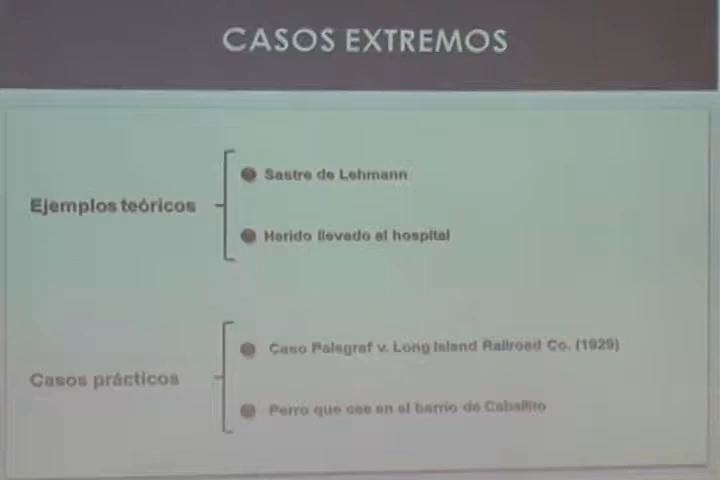 CASOS EXTREMOS
Ejemplos teóricos
Sastre de Lehmann
Herido llevado al hospital
Casos prácticos
Caso Palsgraf v. Long Island Railroad Co. (1929)
Perro que cae en el barrio de Caballito